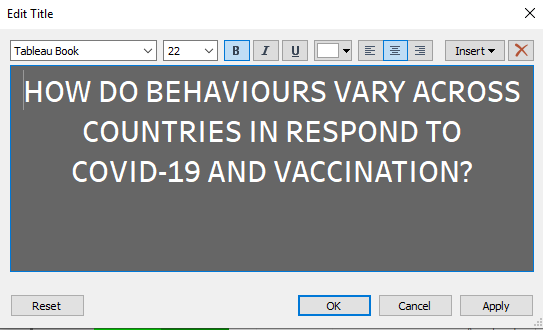 Edit Title
Tableau Book 22 B I U Insert
HOW DO BEHAVIOURS VARY ACROSS
COUNTRIES IN RESPOND TO
COVID-19 AND VACCINATION?
Reset OK Cancel Apply